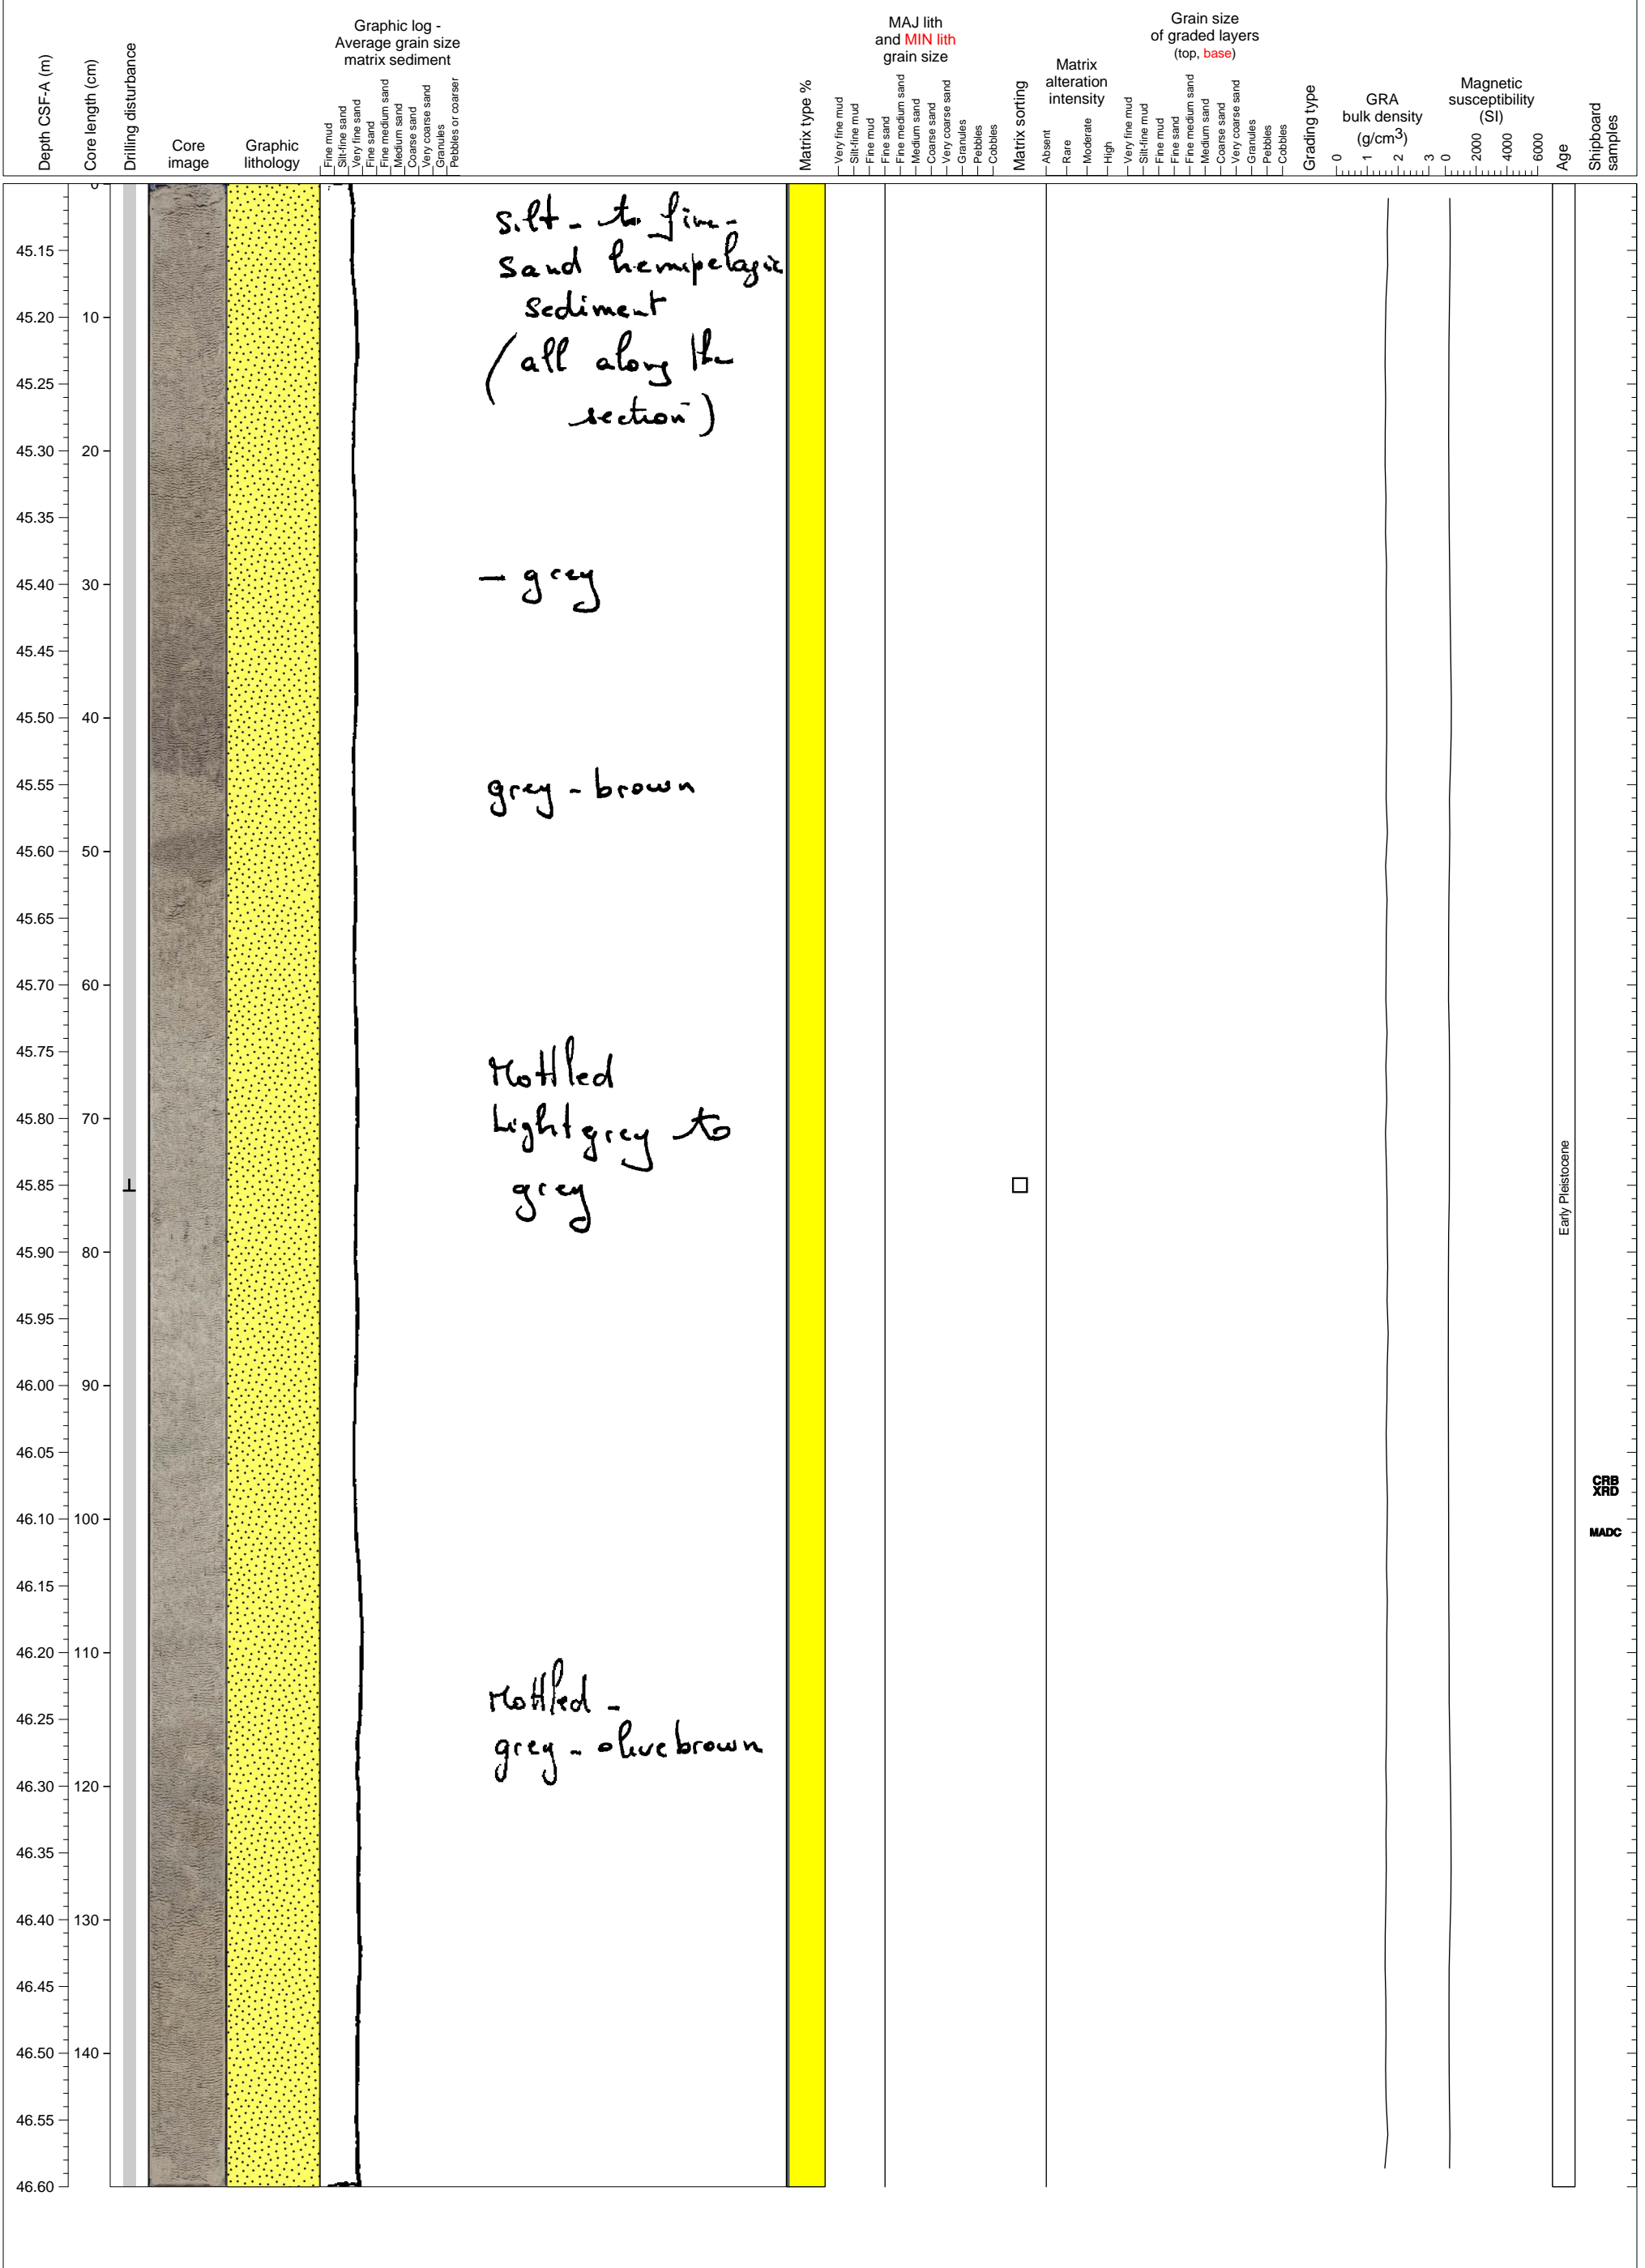 Graphic log -
Average grain size
matrix sediment
MAJ lith
and MIN lith
grain size
Matrix
alteration
intensity
Grain size
of graded layers
(top, base)
GRA
bulk density
(g/cm3)
Magnetic
susceptibility
(SI)
Depth CSF-A (m)
Core length (cm)
Drilling disturbance
Core
image
Graphic
lithology
Fine mud
Silt-fine sand
Very fine sand
Fine sand
Fine medium sand
Medium sand
Coarse sand
Very coarse sand
Granules
Pebbles or coarser
Matrix type %
Very fine mud
Silt-fine mud
Fine mud
Fine sand
Fine medium sand
Medium sand
Coarse sand
Very coarse sand
Granules
Pebbles
Cobbles
Matrix sorting
Absent
Rare
Moderate
High
Very fine mud
Silt-fine mud
Fine mud
Fine sand
Fine medium sand
Medium sand
Coarse sand
Very coarse sand
Granules
Pebbles
Cobbles
Grading type
0 1 2 3
0 2000 4000 6000
Age
Shipboard
samples
0
silt - to fine-
sand hemipelagic
sediment
(all along the
section)
45.15
45.20 10
45.25
45.30 20
45.35
45.40 30
- grey
45.45
45.50 40
45.55
grey - brown
45.60 50
45.65
45.70 60
45.75
Mottled
Light grey to
grey
45.80 70
45.85
Early Pleistocene
45.90 80
45.95
46.00 90
46.05
CRB
XRD
46.10 100
MADC
46.15
46.20 110
46.25
Mottled -
grey - olive brown
46.30 120
46.35
46.40 130
46.45
46.50 140
46.55
46.60